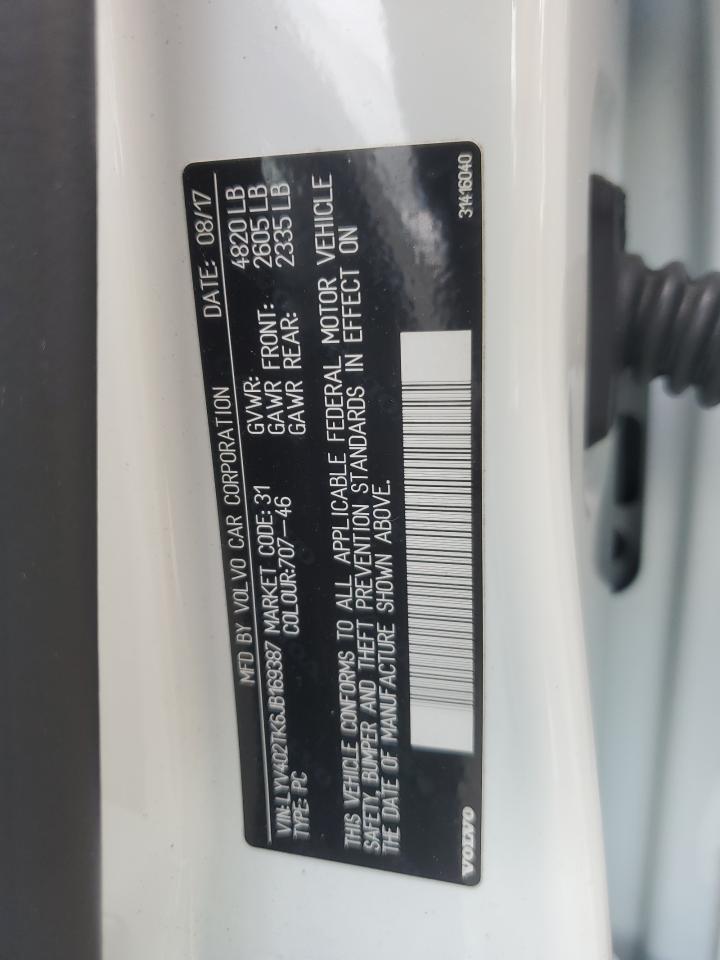 MFD BY VOLVO CAR CORPORATION DATE: 08/17
VIN:LYV402TK6JB169387 MARKET CODE: 31 GVWR: 4820 LB
TYPE: PC COLOUR:707-46 GAWR FRONT: 2605 LB
GAWR REAR: 2335 LB
THIS VEHICLE CONFORMS TO ALL APPLICABLE FEDERAL MOTOR VEHICLE
SAFETY, BUMPER AND THEFT PREVENTION STANDARDS IN EFFECT ON
THE DATE OF MANUFACTURE SHOWN ABOVE.
VOLVO 31416040